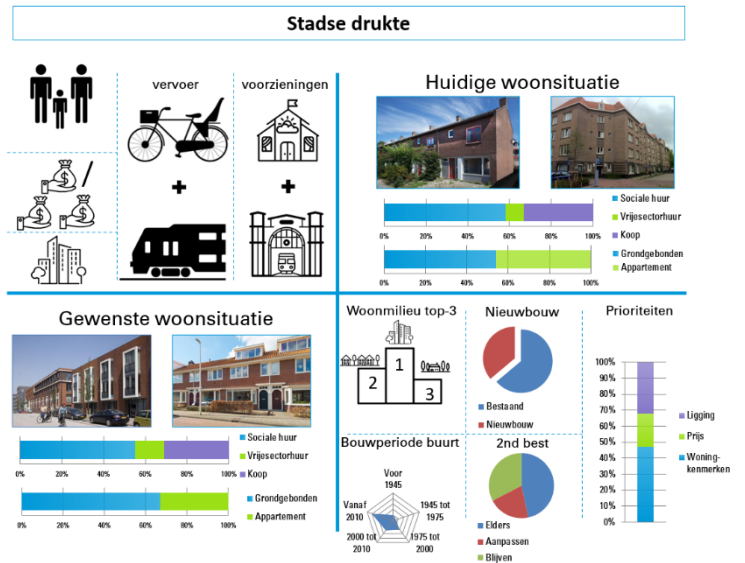 Stadse drukte
vervoer
voorzieningen
+
+
/
Huidige woonsituatie
Sociale huur
Vrijesectorhuur
Koop
0% 20% 40% 60% 80% 100%
Grondgebonden
Appartement
0% 20% 40% 60% 80% 100%
Gewenste woonsituatie
Sociale huur
Vrijesectorhuur
Koop
0% 20% 40% 60% 80% 100%
Grondgebonden
Appartement
0% 20% 40% 60% 80% 100%
Woonmilieu top-3
1
2
3
Nieuwbouw
Bestaand
Nieuwbouw
Bouwperiode buurt
Voor
1945
1945 tot
1975
1975 tot
2000
2000 tot
2010
Vanaf
2010
2nd best
Elders
Aanpassen
Blijven
Prioriteiten
100%
90%
80%
70%
60%
50%
40%
30%
20%
10%
0%
Ligging
Prijs
Woning-
kenmerken